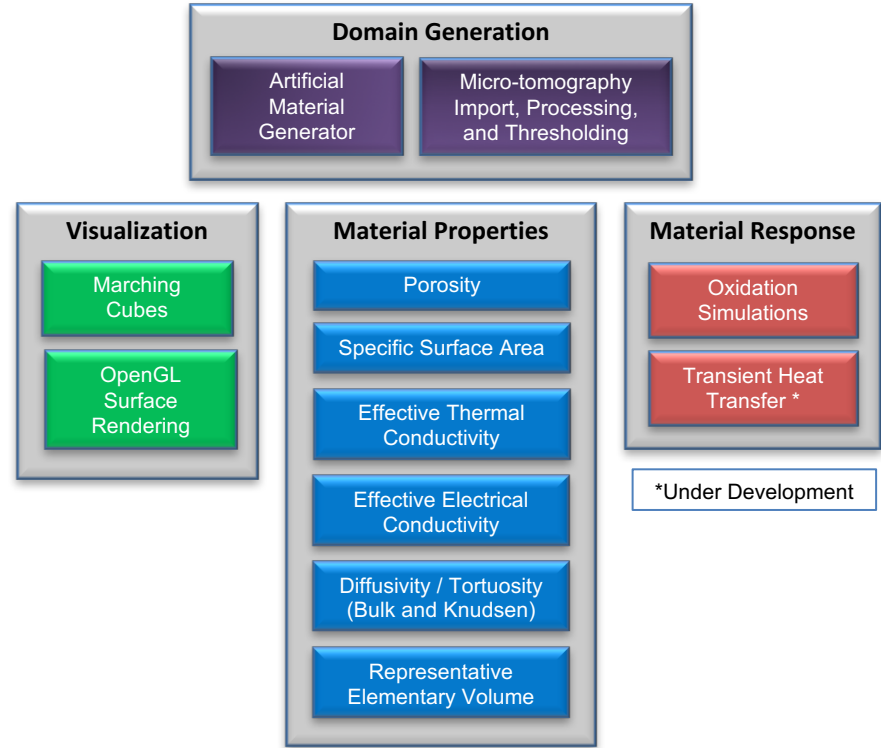 Domain Generation
Artificial
Material
Generator
Micro-tomography
Import, Processing,
and Thresholding
Visualization
Marching
Cubes
OpenGL
Surface
Rendering
Material Properties
Porosity
Specific Surface Area
Effective Thermal
Conductivity
Effective Electrical
Conductivity
Diffusivity / Tortuosity
(Bulk and Knudsen)
Representative
Elementary Volume
Material Response
Oxidation
Simulations
Transient Heat
Transfer *
*Under Development